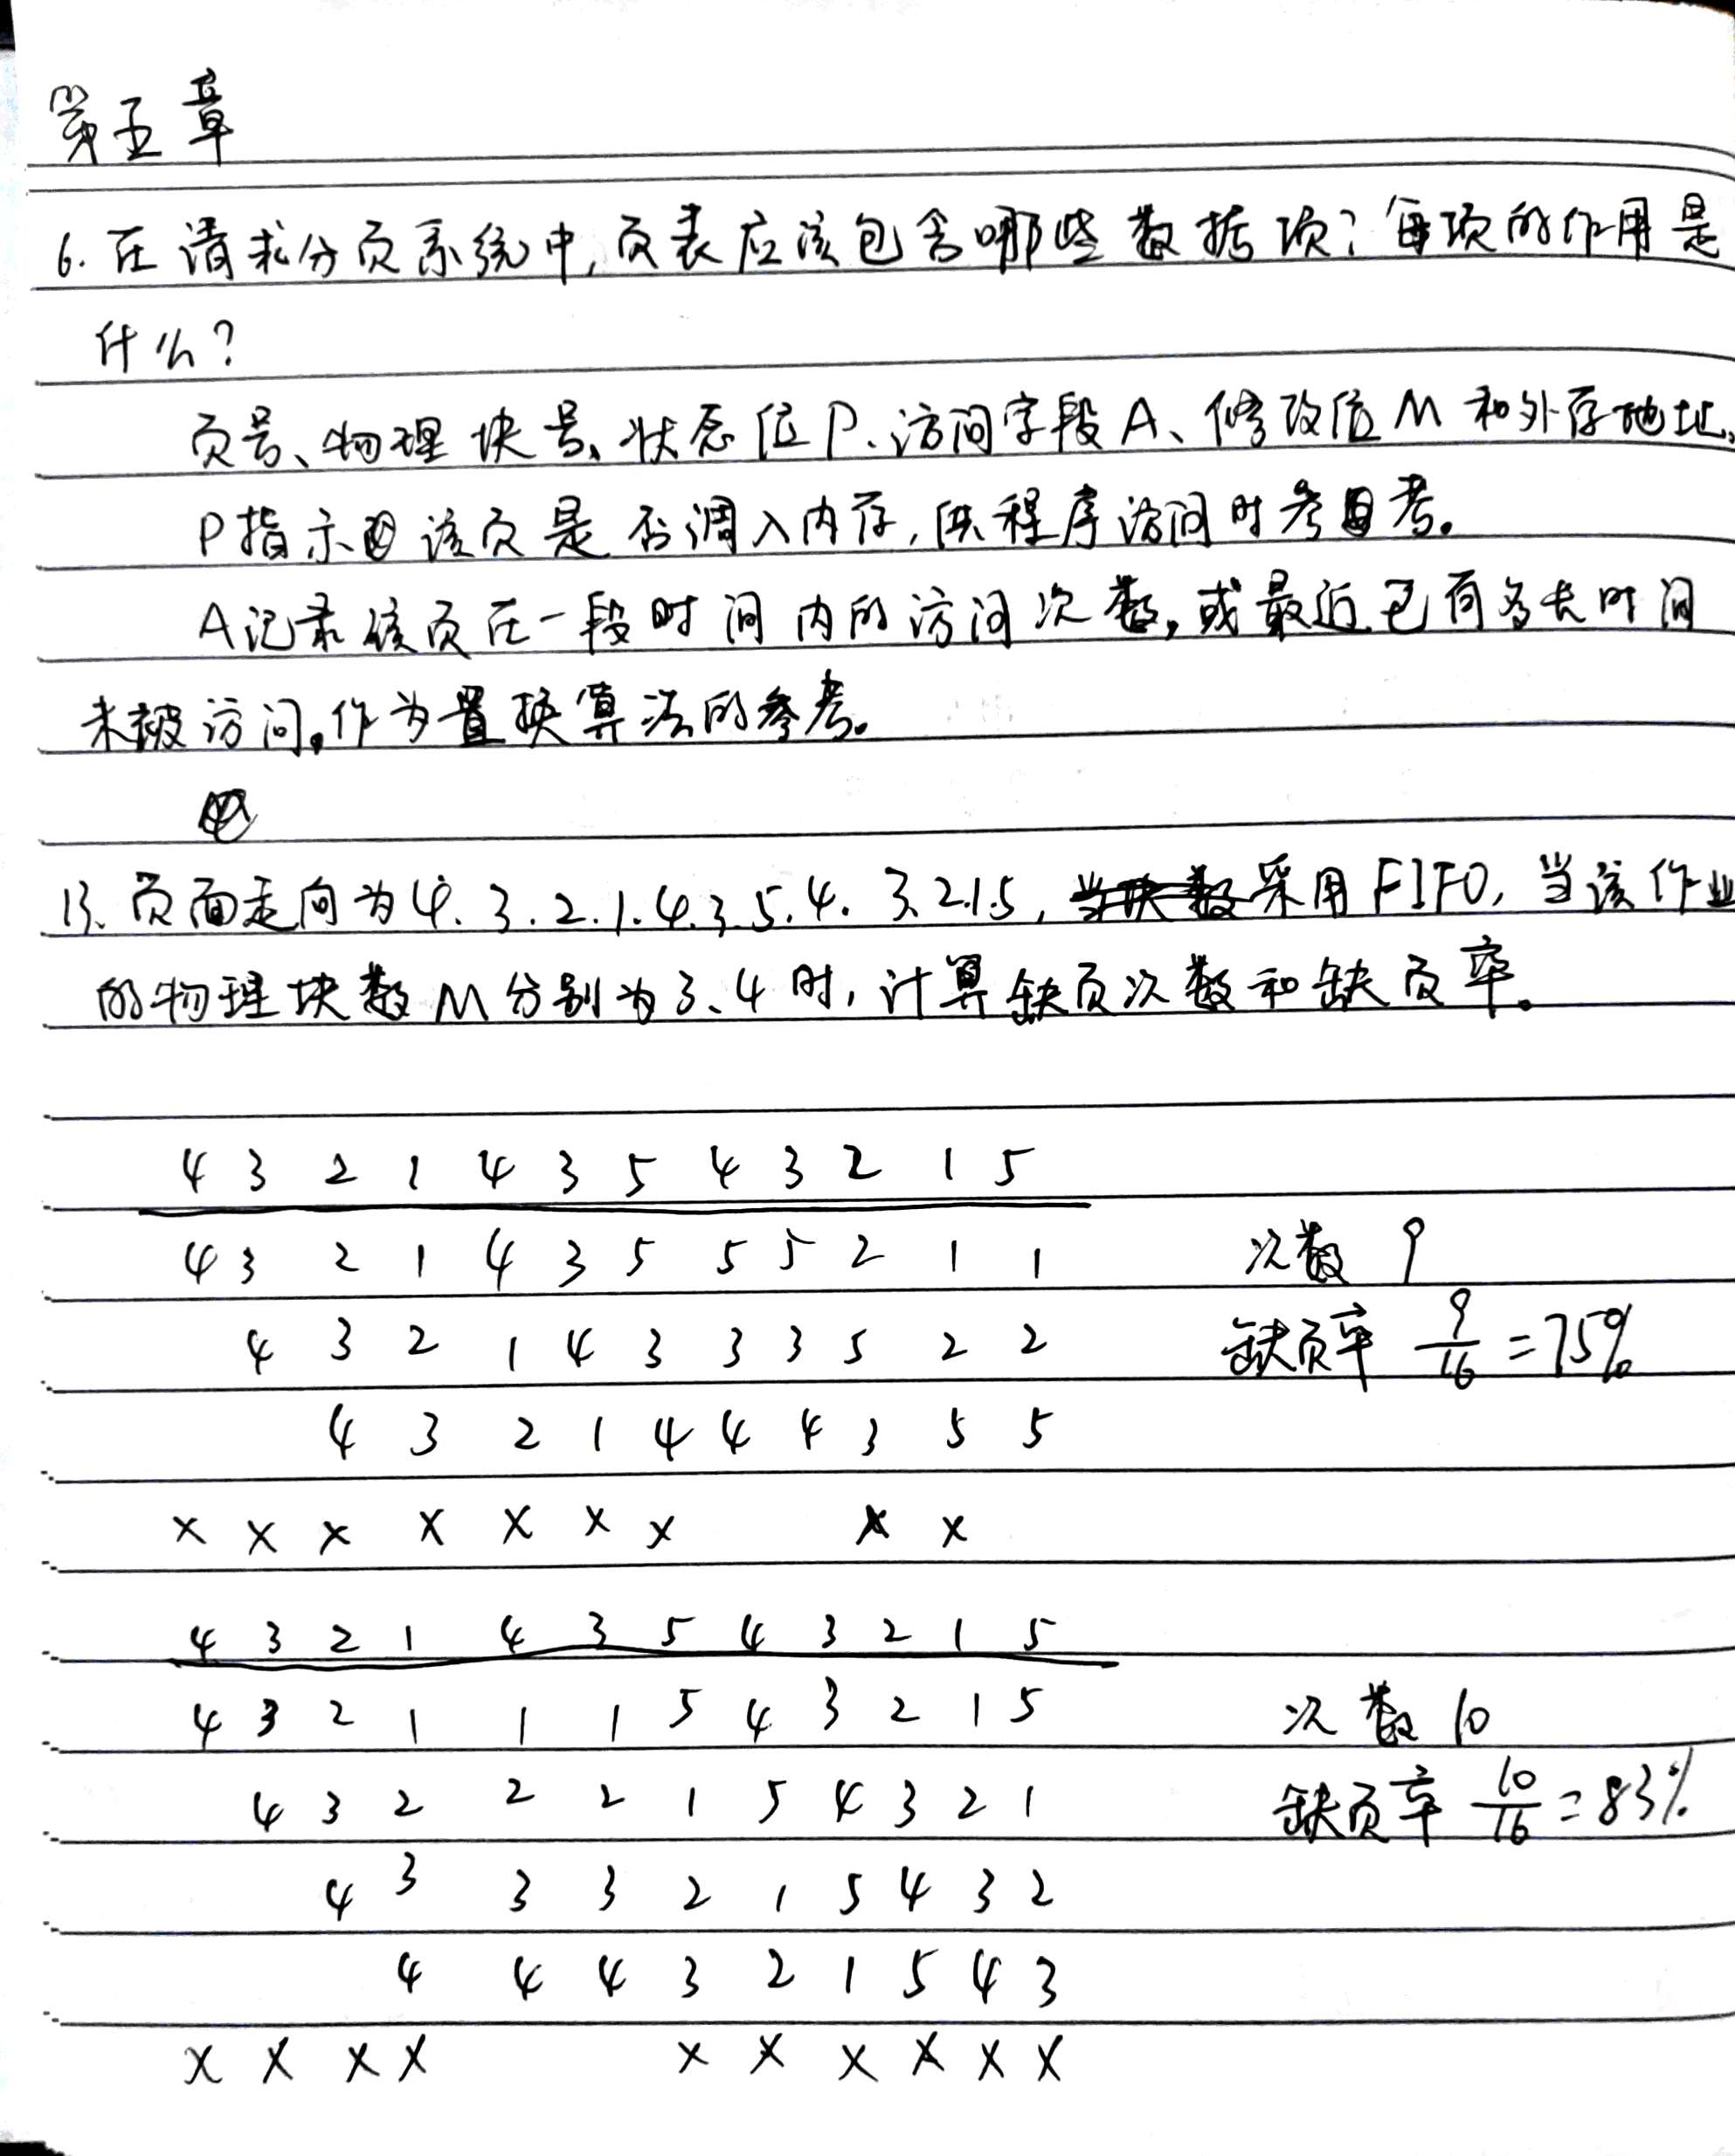 第五章
6. 在请求分页系统中,页表应该包含哪些数据项?每项的作用是
什么?
页号、物理块号、状态位P、访问字段A、修改位M和外存地址。
P指示该页是否调入内存,供程序访问时参考。
A记录该页在一段时间内的访问次数,或最近已有多长时间
未被访问。作为置换算法的参考。
13. 页面走向为4.3.2.1.4.3.5.4.3.2.1.5, 当块数采用FIFO, 当该作业
的物理块数M分别为3、4时,计算缺页次数和缺页率。
4 3 2 1 4 3 5 4 3 2 1 5
4 3 2 1 4 3 5 5 5 2 1 1 次数 9
4 3 2 1 4 3 3 3 5 2 2 缺页率 9/16 = 75%
4 3 2 1 4 4 4 3 5 5
x x x x x x x x x
4 3 2 1 4 3 5 4 3 2 1 5
4 3 2 1 1 1 5 4 3 2 1 5 次数 10
4 3 2 2 2 1 5 4 3 2 1 缺页率 10/16 = 83%
4 3 3 3 2 1 5 4 3 2
4 4 4 3 2 1 5 4 3
x x x x x x x x x x